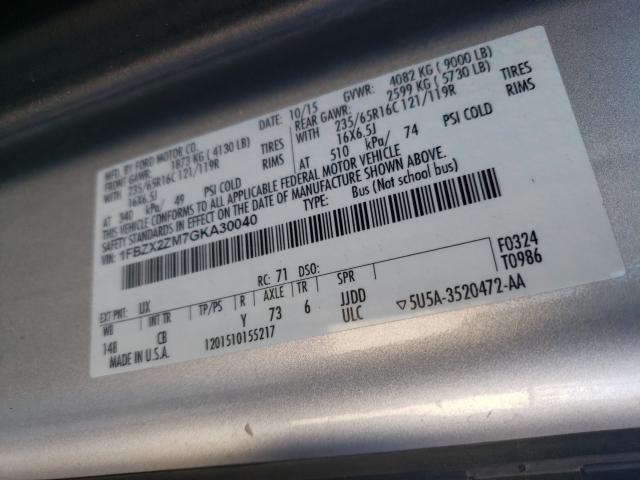 MFD. BY FORD MOTOR CO.
DATE: 10/15 GVWR: 4082 KG ( 9000 LB)
FRONT GAWR: 1873 KG ( 4130 LB) REAR GAWR: 2599 KG ( 5730 LB)
WITH 235/65R16C 121/119R TIRES WITH 235/65R16C 121/119R TIRES
16X6.5J RIMS 16X6.5J RIMS
AT 340 kPa/ 49 PSI COLD AT 510 kPa/ 74 PSI COLD
THIS VEHICLE CONFORMS TO ALL APPLICABLE FEDERAL MOTOR VEHICLE
SAFETY STANDARDS IN EFFECT ON THE DATE OF MANUFACTURE SHOWN ABOVE.
VIN: 1FBZX2ZM7GKA30040 TYPE: Bus (Not school bus)
F0324
T0986
EXT PNT: UX RC: 71 DSO:
WB INT TR TP/PS R AXLE TR SPR
148 CB Y 73 6 JJDD
MADE IN U.S.A. 1201510155217 ULC ▽5U5A-3520472-AA